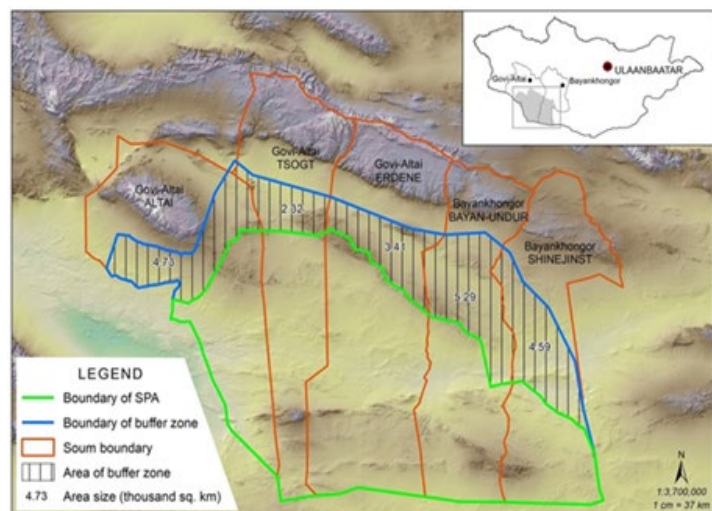 Govi-Altai
Bayankhongor
ULAANBAATAR
Govi-Altai
TSOGT
Govi-Altai
ERDENE
Govi-Altai
ALTAI
Bayankhongor
BAYAN-UNDUR
Bayankhongor
SHINEJINST
2.32
3.41
4.73
5.29
4.59
LEGEND
Boundary of SPA
Boundary of buffer zone
Soum boundary
Area of buffer zone
4.73 Area size (thousand sq. km)
N
1:3,700,000
1 cm = 37 km